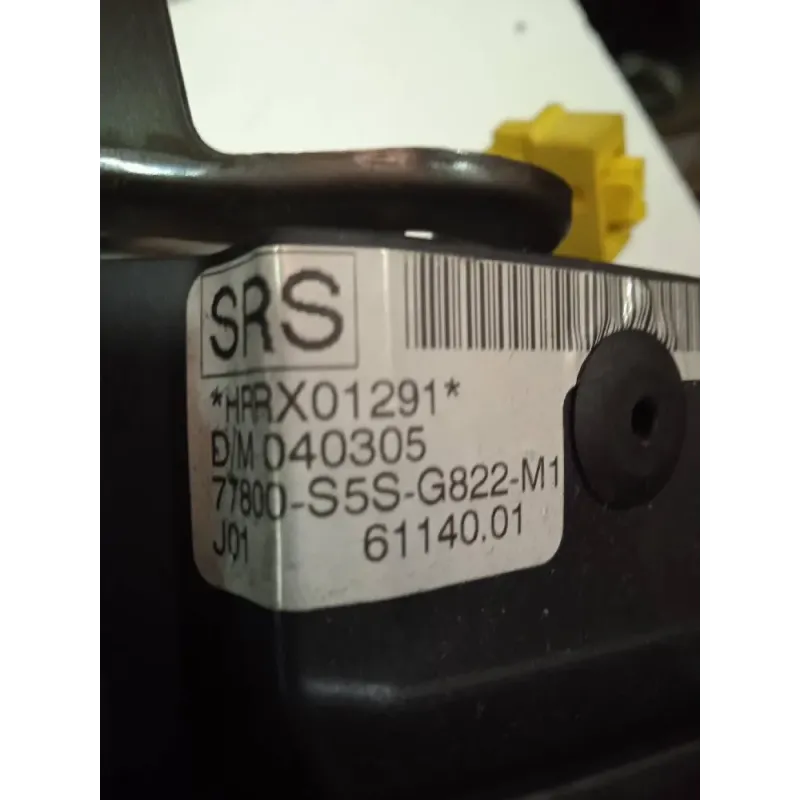 SRS
*HPRX01291*
D/M 040305
77800-S5S-G822-M1
J01 61140.01